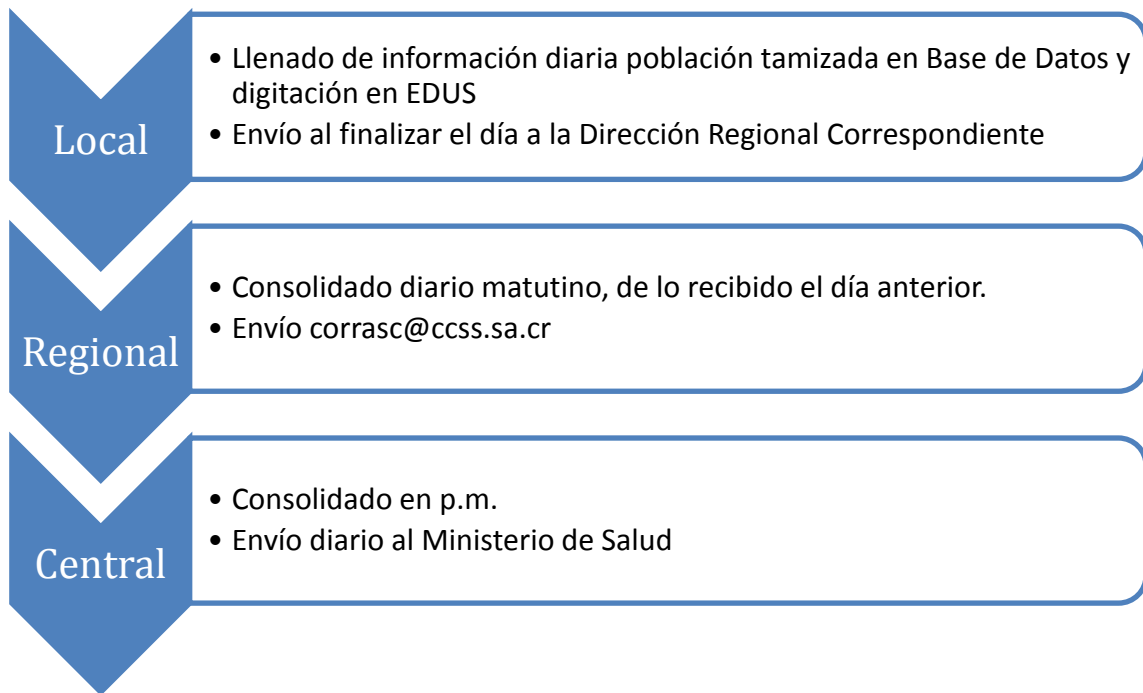 Local
• Llenado de información diaria población tamizada en Base de Datos y
digitación en EDUS
• Envío al finalizar el día a la Dirección Regional Correspondiente
Regional
• Consolidado diario matutino, de lo recibido el día anterior.
• Envío corrasc@ccss.sa.cr
Central
• Consolidado en p.m.
• Envío diario al Ministerio de Salud